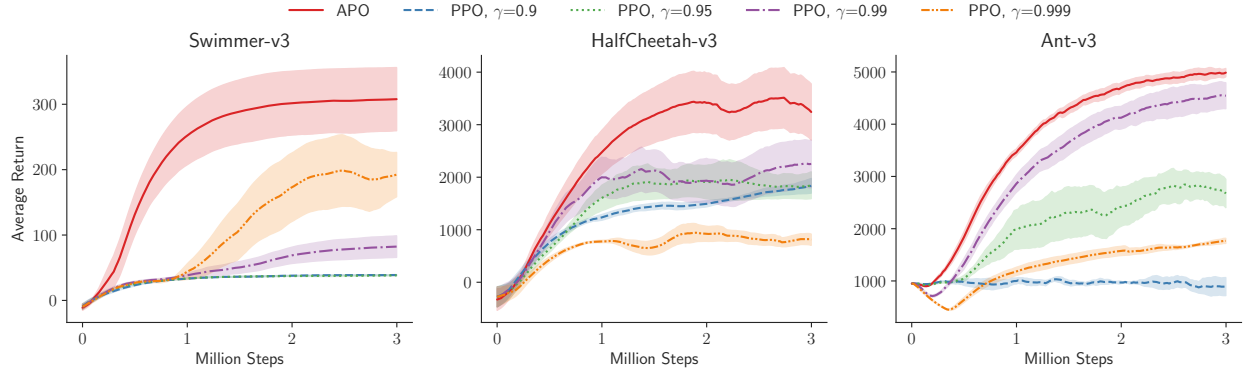 APO PPO, γ=0.9 PPO, γ=0.95 PPO, γ=0.99 PPO, γ=0.999
Swimmer-v3
300
200
100
0
0 1 2 3
Million Steps
Average Return
HalfCheetah-v3
4000
3000
2000
1000
0
0 1 2 3
Million Steps
Ant-v3
5000
4000
3000
2000
1000
0 1 2 3
Million Steps